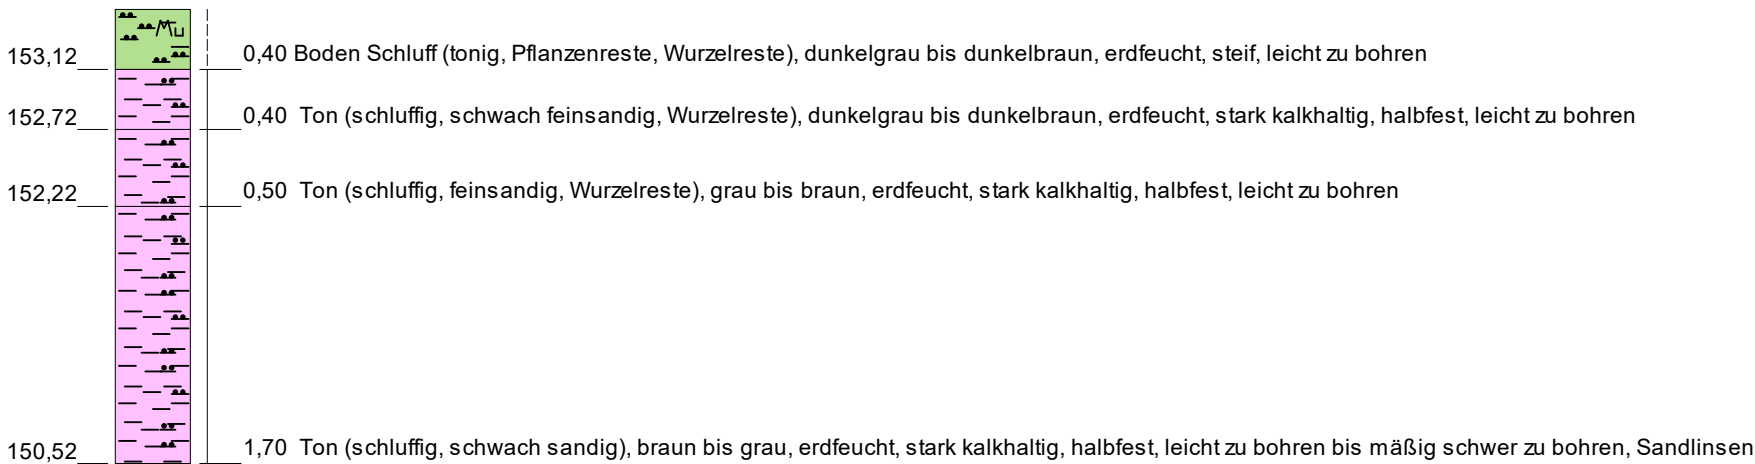 Mu
153,12 0,40 Boden Schluff (tonig, Pflanzenreste, Wurzelreste), dunkelgrau bis dunkelbraun, erdfeucht, steif, leicht zu bohren
152,72 0,40 Ton (schluffig, schwach feinsandig, Wurzelreste), dunkelgrau bis dunkelbraun, erdfeucht, stark kalkhaltig, halbfest, leicht zu bohren
152,22 0,50 Ton (schluffig, feinsandig, Wurzelreste), grau bis braun, erdfeucht, stark kalkhaltig, halbfest, leicht zu bohren
150,52 1,70 Ton (schluffig, schwach sandig), braun bis grau, erdfeucht, stark kalkhaltig, halbfest, leicht zu bohren bis mäßig schwer zu bohren, Sandlinsen